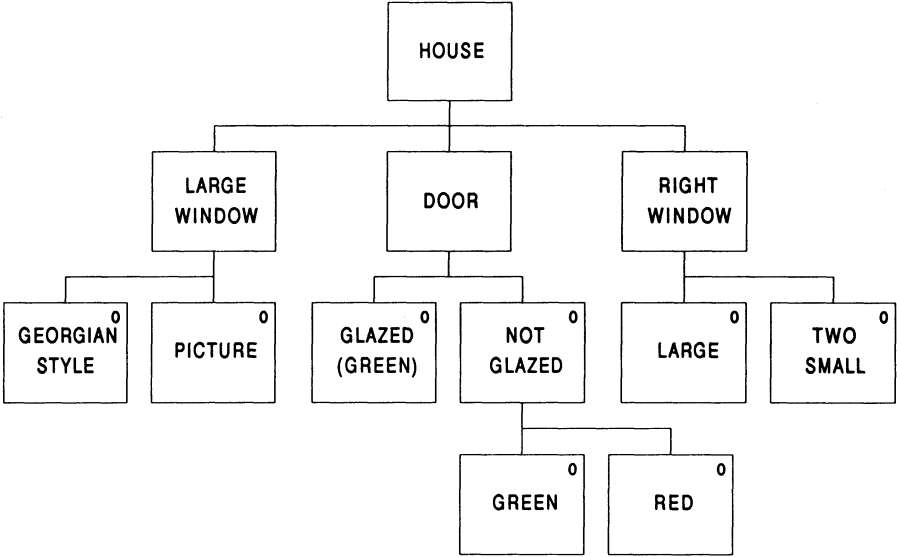 HOUSE
LARGE
WINDOW
DOOR
RIGHT
WINDOW
0
GEORGIAN
STYLE
0
PICTURE
0
GLAZED
(GREEN)
0
NOT
GLAZED
0
LARGE
0
TWO
SMALL
0
GREEN
0
RED